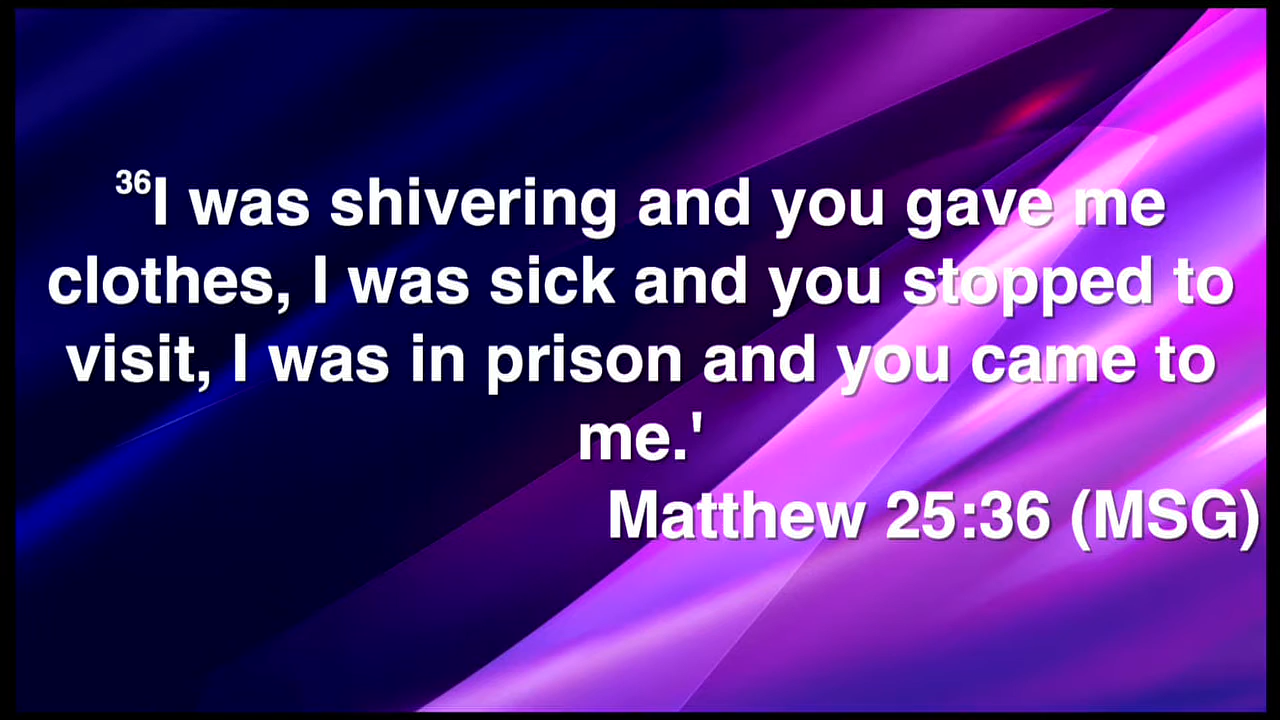 ³⁶I was shivering and you gave me
clothes, I was sick and you stopped to
visit, I was in prison and you came to
me.'
Matthew 25:36 (MSG)